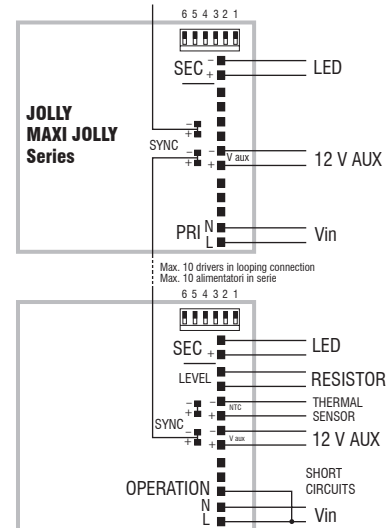 6 5 4 3 2 1
SEC - +
LED
JOLLY
MAXI JOLLY
Series
- +
SYNC
- +
- + V aux
12 V AUX
PRI N L
Vin
Max. 10 drivers in looping connection
Max. 10 alimentatori in serie
6 5 4 3 2 1
SEC - +
LED
LEVEL
RESISTOR
- + NTC
THERMAL
SENSOR
SYNC
- +
- + V aux
12 V AUX
OPERATION
SHORT
CIRCUITS
N
L
Vin